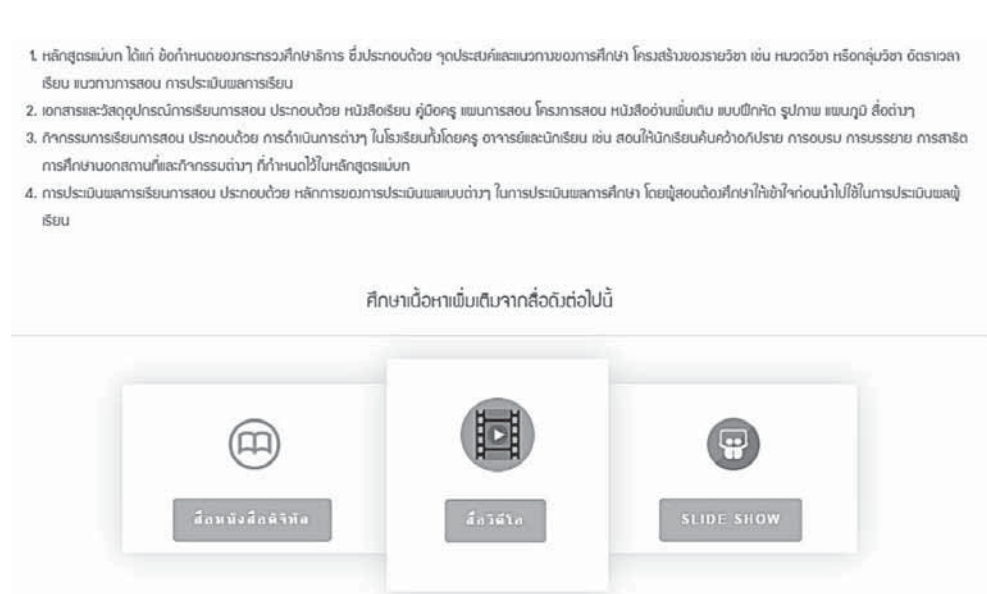 1. หลักสูตรแม่บท ได้แก่ ข้อกำหนดของกระทรวงศึกษาธิการ ซึ่งประกอบด้วย จุดประสงค์และแนวทางของการศึกษา โครงสร้างของรายวิชา เช่น หมวดวิชา หรือกลุ่มวิชา อัตราเวลา
เรียน แนวทางการสอน การประเมินผลการเรียน
2. เอกสารและวัสดุอุปกรณ์การเรียนการสอน ประกอบด้วย หนังสือเรียน คู่มือครู แผนการสอน โครงการสอน หนังสืออ่านเพิ่มเติม แบบฝึกหัด รูปภาพ แผนภูมิ สื่อต่างๆ
3. กิจกรรมการเรียนการสอน ประกอบด้วย การดำเนินการต่างๆ ในโรงเรียนทั้งโดยครู อาจารย์และนักเรียน เช่น สอนให้นักเรียนค้นคว้าอภิปราย การอบรม การบรรยาย การสาธิต
การศึกษานอกสถานที่และกิจกรรมต่างๆ ที่กำหนดไว้ในหลักสูตรแม่บท
4. การประเมินผลการเรียนการสอน ประกอบด้วย หลักการของการประเมินผลแบบต่างๆ ในการประเมินผลการศึกษา โดยผู้สอนต้องศึกษาให้เข้าใจก่อนนำไปใช้ในการประเมินผลผู้
เรียน
ศึกษาเนื้อหาเพิ่มเติมจากสื่อดังต่อไปนี้
สื่อหนังสือดิจิทัล
สื่อวิดีโอ
SLIDE SHOW